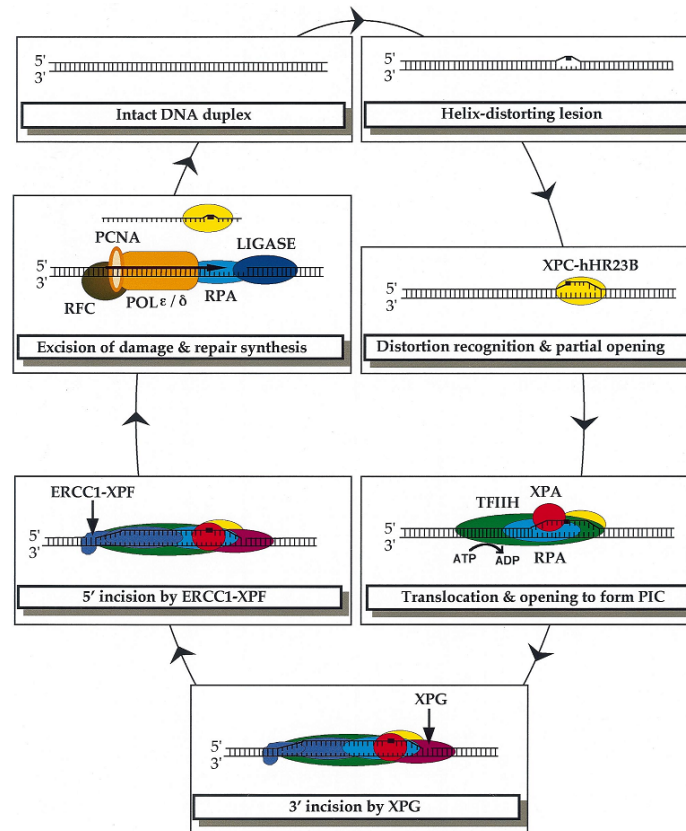 5'
3'
Intact DNA duplex
5'
3'
Helix-distorting lesion
XPC-hHR23B
5'
3'
Distortion recognition & partial opening
TFIIH
XPA
5'
3'
ATP
ADP
RPA
Translocation & opening to form PIC
XPG
5'
3'
3' incision by XPG
ERCC1-XPF
5'
3'
5' incision by ERCC1-XPF
PCNA
LIGASE
5'
3'
RFC
POL ε / δ
RPA
Excision of damage & repair synthesis